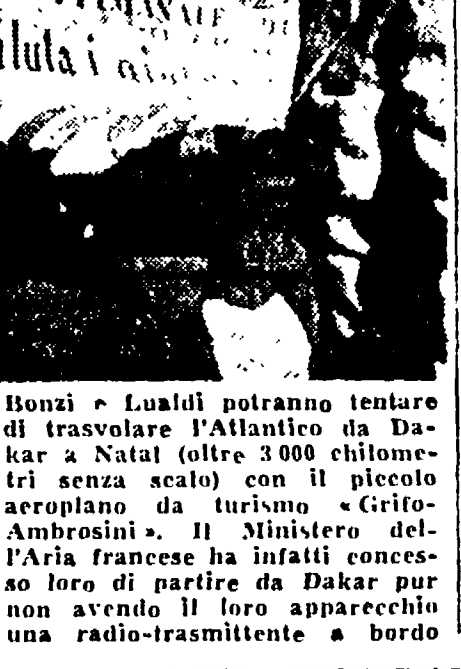 luta i
Bonzi e Lualdi potranno tentare
di trasvolare l'Atlantico da Da-
kar a Natal (oltre 3 000 chilome-
tri senza scalo) con il piccolo
aeroplano da turismo « Grifo-
Ambrosini ». Il Ministero del-
l'Aria francese ha infatti conces-
so loro di partire da Dakar pur
non avendo il loro apparecchio
una radio-trasmittente a bordo